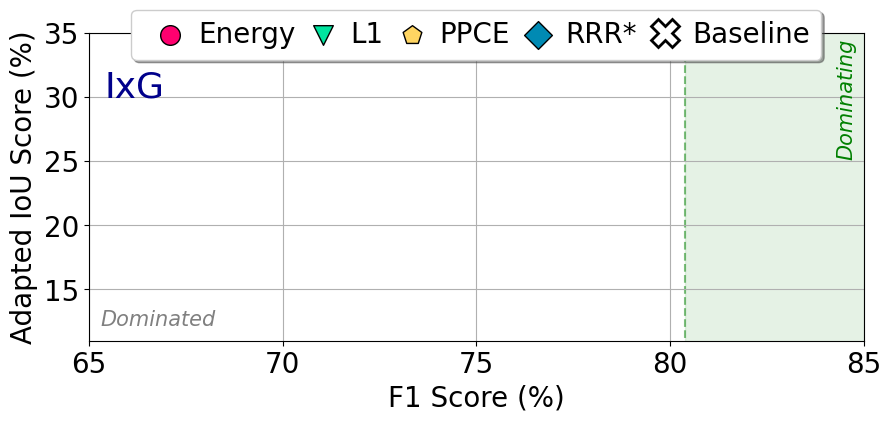 Energy L1 PPCE RRR* Baseline
IxG
Dominating
Dominated
Adapted IoU Score (%)
35
30
25
20
15
65 70 75 80 85
F1 Score (%)